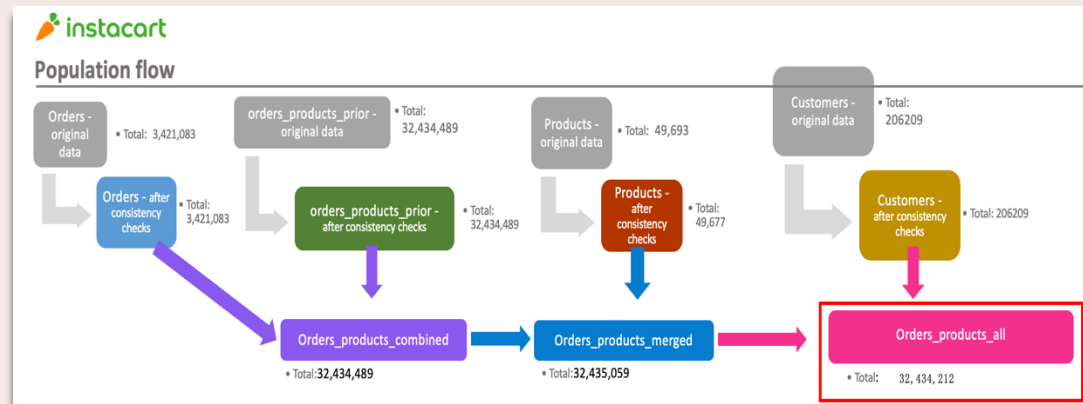 instacart
Population flow
Orders -
original
data
• Total: 3,421,083
orders_products_prior -
original data
• Total:
32,434,489
Products -
original data
• Total: 49,693
Customers -
original data
• Total:
206209
Orders - after
consistency
checks
• Total:
3,421,083
orders_products_prior -
after consistency checks
• Total:
32,434,489
Products -
after
consistency
checks
• Total:
49,677
Customers -
after consistency
checks
• Total: 206209
Orders_products_combined
• Total:32,434,489
Orders_products_merged
• Total:32,435,059
Orders_products_all
• Total: 32, 434, 212